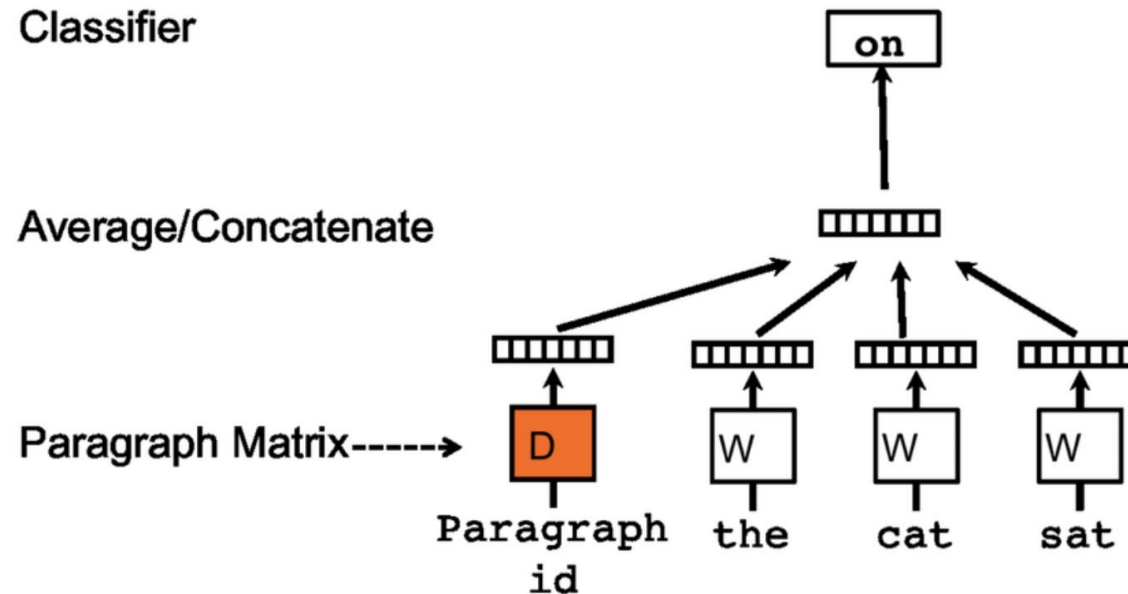 Classifier
on
Average/Concatenate
Paragraph Matrix
D
W
W
W
Paragraph
id
the
cat
sat